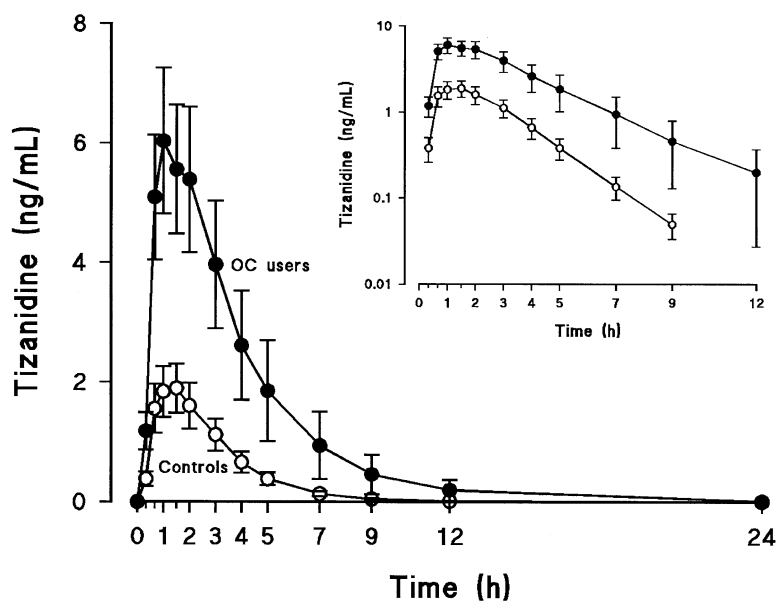 8
6
4
2
0
Tizanidine (ng/mL)
OC users
Controls
0 1 2 3 4 5 7 9 12 24
Time (h)
10
1
0.1
0.01
Tizanidine (ng/mL)
0 1 2 3 4 5 7 9 12
Time (h)